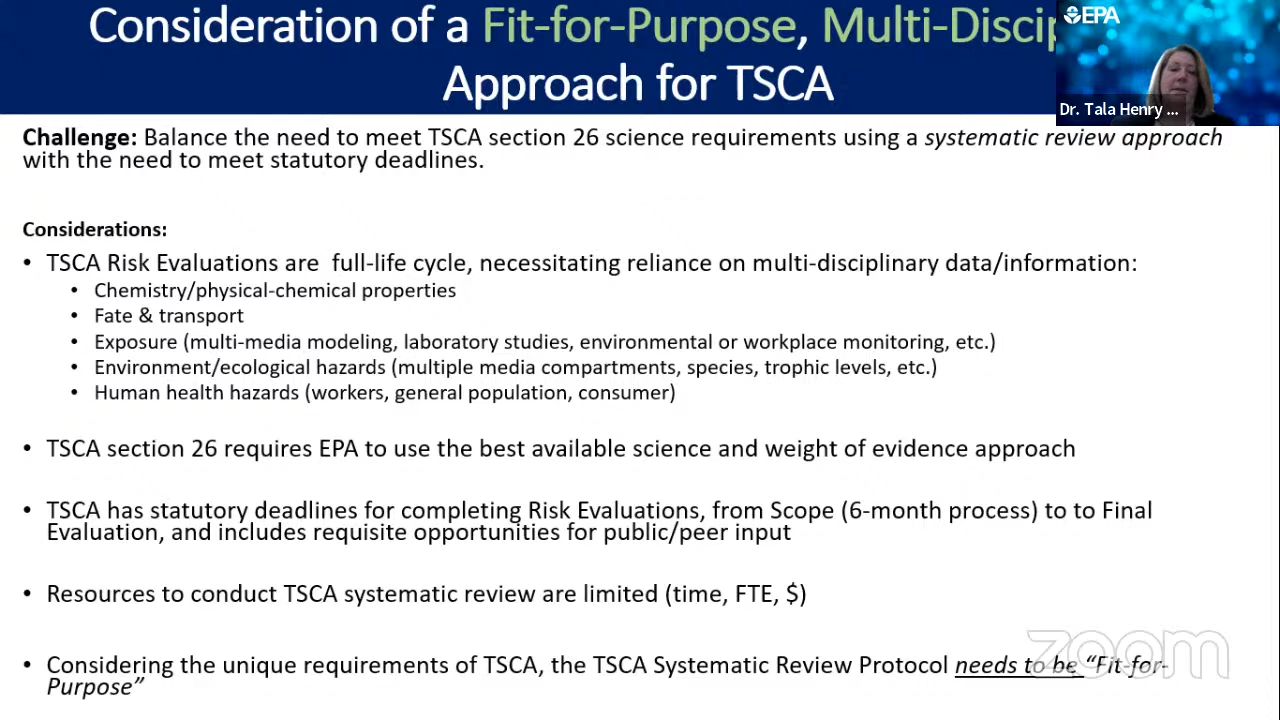 Consideration of a Fit-for-Purpose, Multi-Discip
Approach for TSCA
EPA
Dr. Tala Henry ...
Challenge: Balance the need to meet TSCA section 26 science requirements using a systematic review approach
with the need to meet statutory deadlines.
Considerations:
• TSCA Risk Evaluations are full-life cycle, necessitating reliance on multi-disciplinary data/information:
• Chemistry/physical-chemical properties
• Fate & transport
• Exposure (multi-media modeling, laboratory studies, environmental or workplace monitoring, etc.)
• Environment/ecological hazards (multiple media compartments, species, trophic levels, etc.)
• Human health hazards (workers, general population, consumer)
• TSCA section 26 requires EPA to use the best available science and weight of evidence approach
• TSCA has statutory deadlines for completing Risk Evaluations, from Scope (6-month process) to to Final
Evaluation, and includes requisite opportunities for public/peer input
• Resources to conduct TSCA systematic review are limited (time, FTE, $)
• Considering the unique requirements of TSCA, the TSCA Systematic Review Protocol needs to be "Fit-for-
Purpose"
zoom